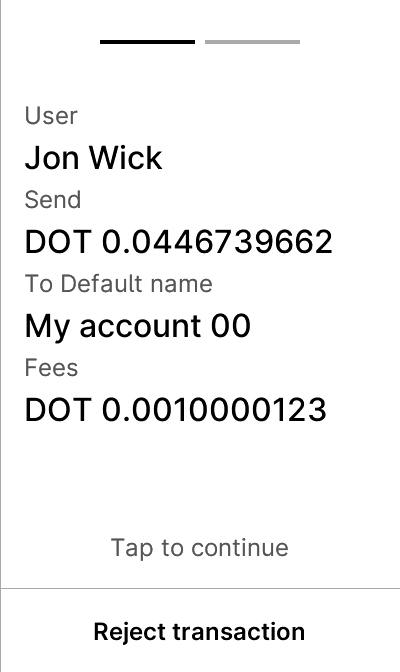 User
Jon Wick
Send
DOT 0.0446739662
To Default name
My account 00
Fees
DOT 0.0010000123
Tap to continue
Reject transaction